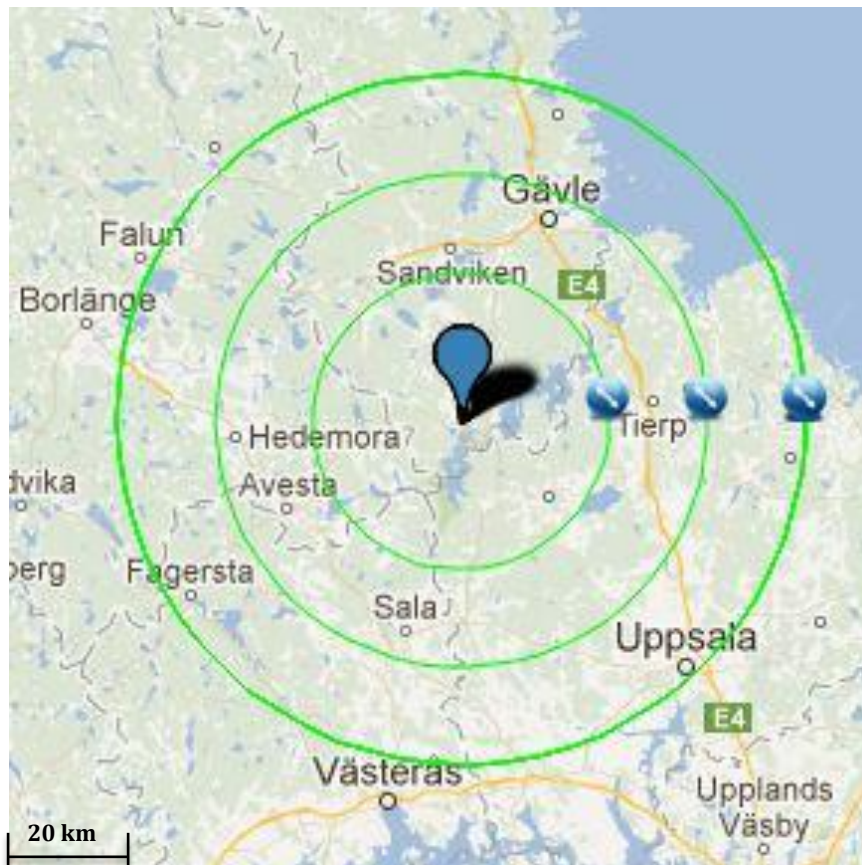 Gävle
Falun
Sandviken
E4
Borlänge
Tierp
Hedemora
dvika
Avesta
berg
Fagersta
Sala
Uppsala
E4
Västerås
Upplands
Väsby
20 km